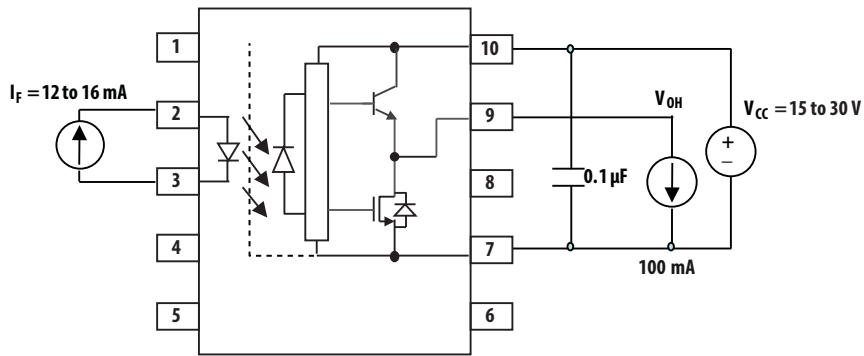 1
10
I_F = 12 to 16 mA
2
9
V_OH
V_CC = 15 to 30 V
+
–
3
8
0.1 µF
4
7
100 mA
5
6